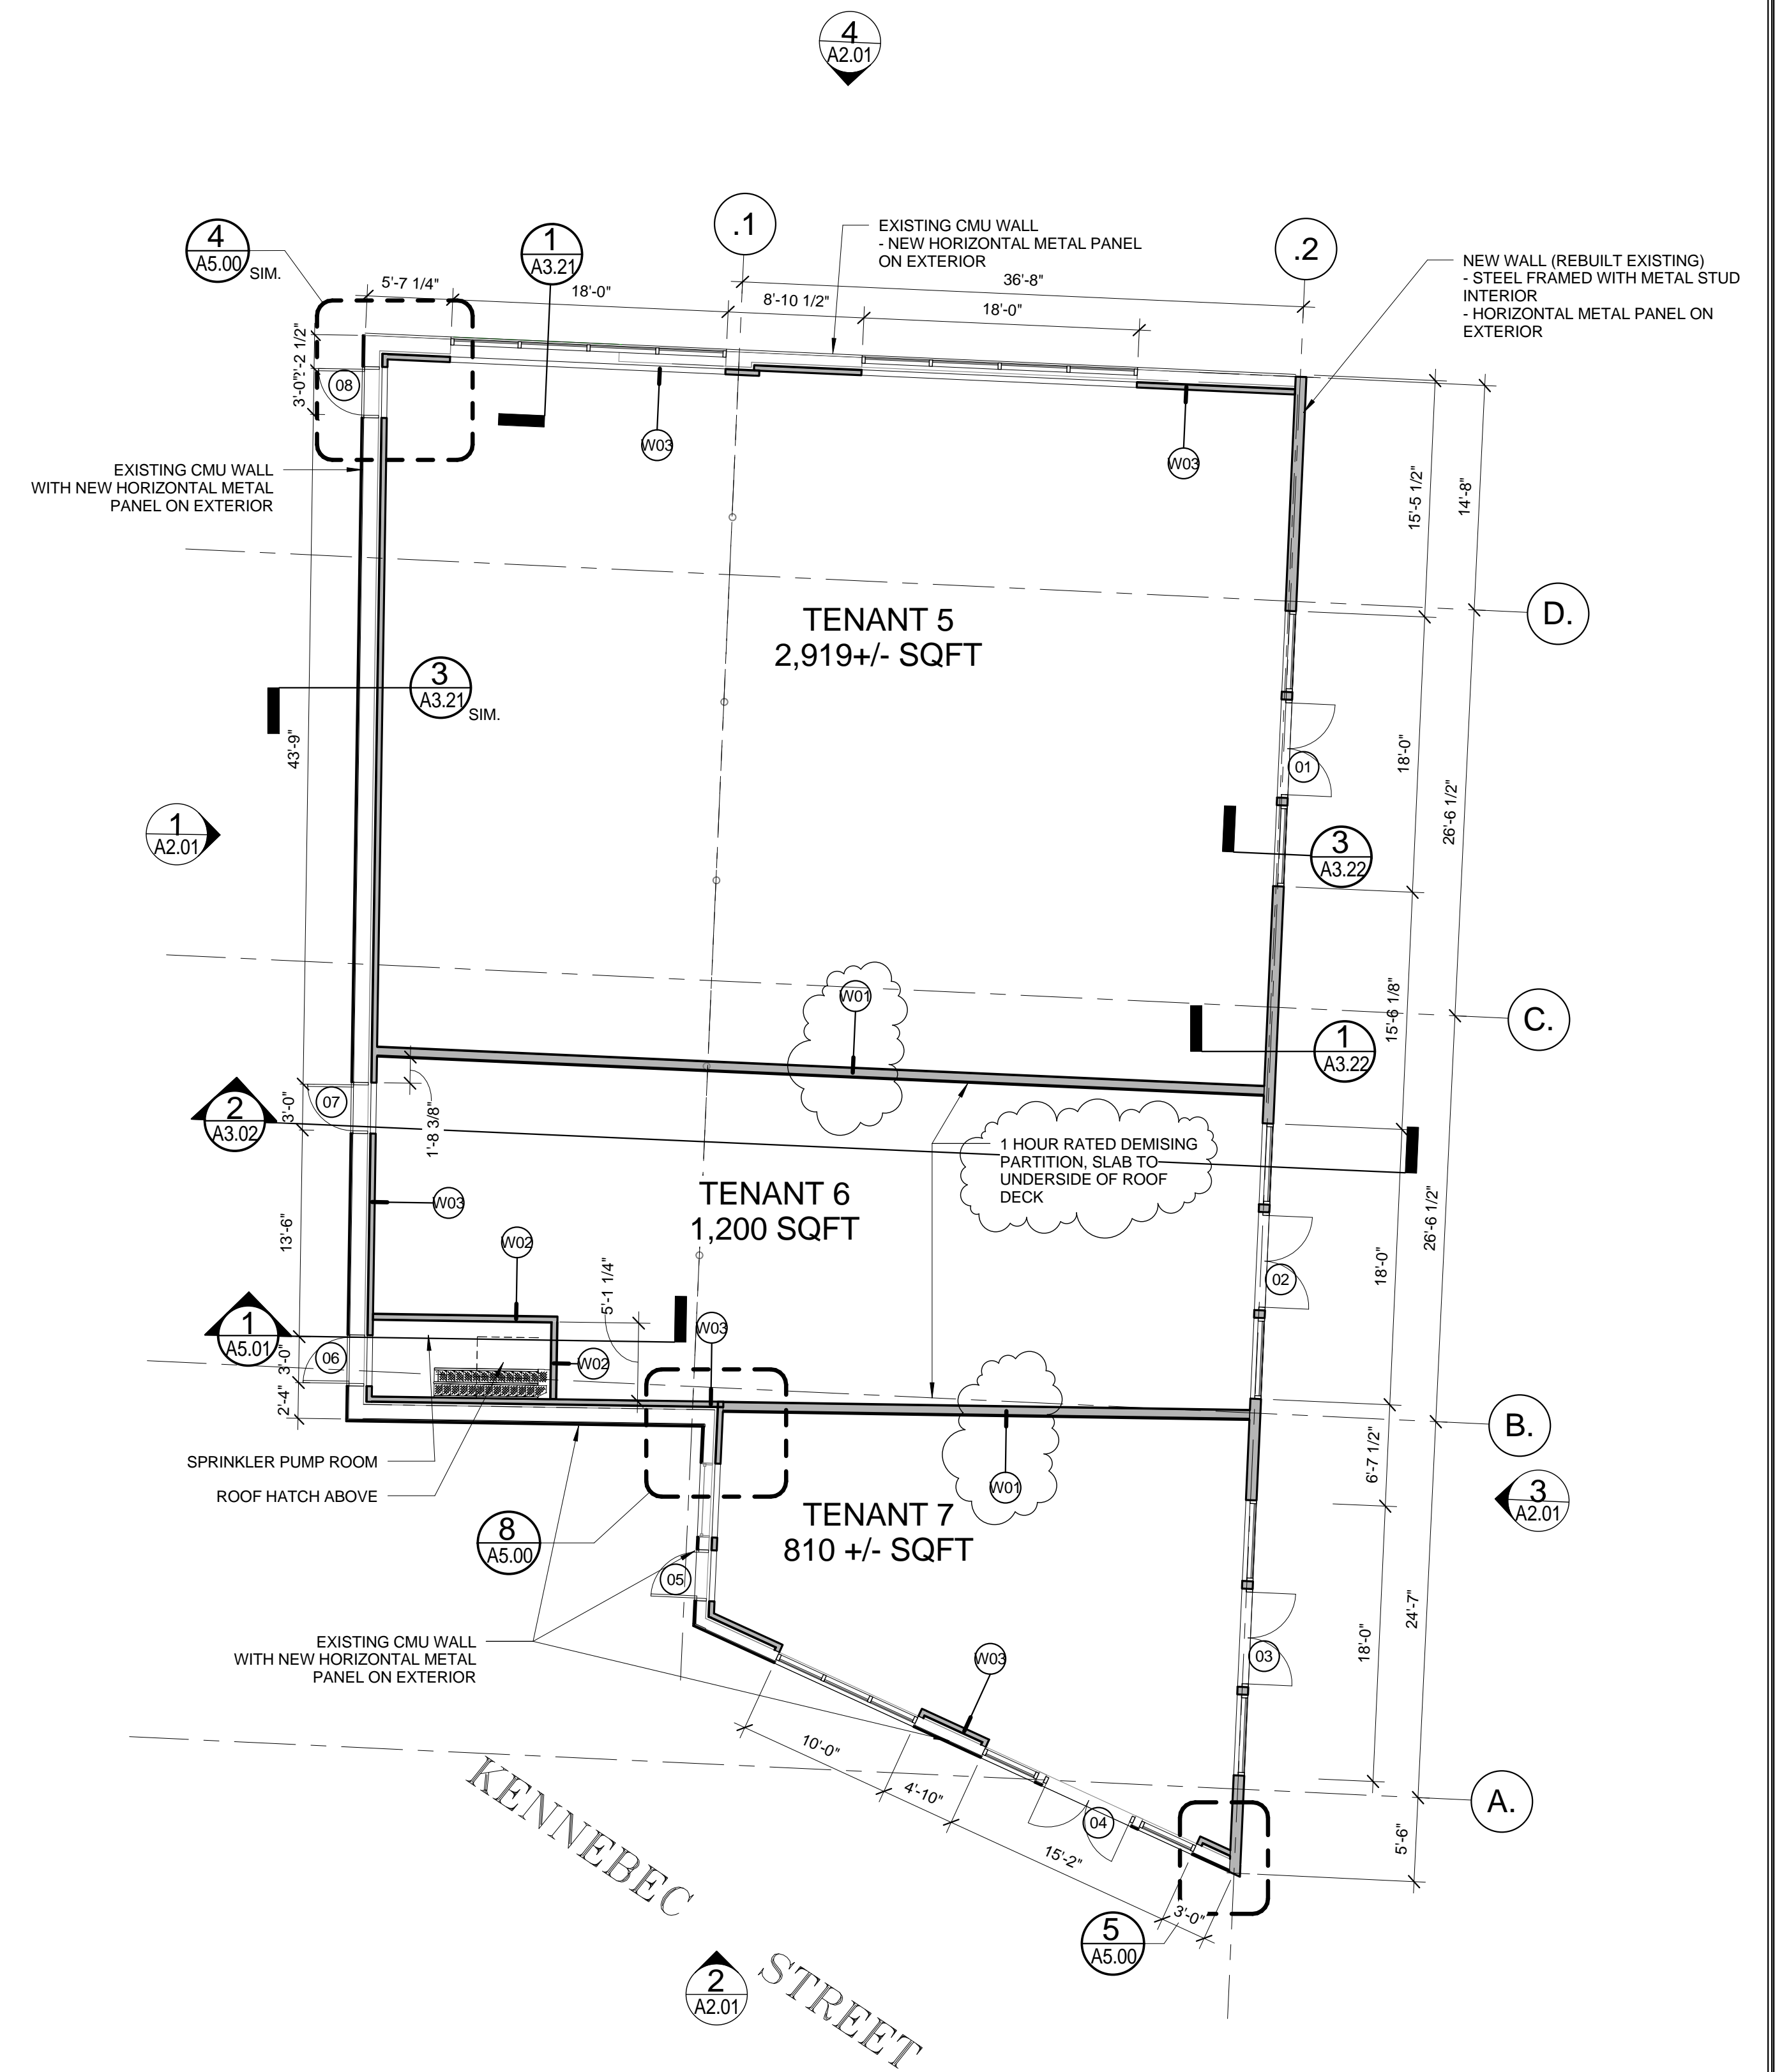 4
A2.01
4
A5.00
SIM.
1
A3.21
.1
.2
EXISTING CMU WALL
- NEW HORIZONTAL METAL PANEL
ON EXTERIOR
NEW WALL (REBUILT EXISTING)
- STEEL FRAMED WITH METAL STUD
INTERIOR
- HORIZONTAL METAL PANEL ON
EXTERIOR
5'-7 1/4"
18'-0"
8'-10 1/2"
36'-8"
18'-0"
3'-0"
08
W03
W03
EXISTING CMU WALL
WITH NEW HORIZONTAL METAL
PANEL ON EXTERIOR
15'-5 1/2"
14'-8"
TENANT 5
2,919+/- SQFT
D.
3
A3.21
SIM.
43'-9"
18'-0"
01
26'-6 1/2"
1
A2.01
3
A3.22
W01
15'-6 1/8"
C.
1
A3.22
2
A3.02
3'-0"
07
1'-8 3/8"
1 HOUR RATED DEMISING
PARTITION, SLAB TO
UNDERSIDE OF ROOF
DECK
TENANT 6
1,200 SQFT
W03
13'-6"
W02
5'-1 1/4"
26'-6 1/2"
18'-0"
02
1
A5.01
3'-0"
06
W02
W03
2'-4"
B.
SPRINKLER PUMP ROOM
ROOF HATCH ABOVE
W01
6'-7 1/2"
3
A2.01
TENANT 7
810 +/- SQFT
8
A5.00
05
24'-7"
18'-0"
EXISTING CMU WALL
WITH NEW HORIZONTAL METAL
PANEL ON EXTERIOR
W03
03
10'-0"
4'-10"
04
15'-2"
3'-0"
A.
5'-6"
5
A5.00
KENNEBEC
STREET
2
A2.01